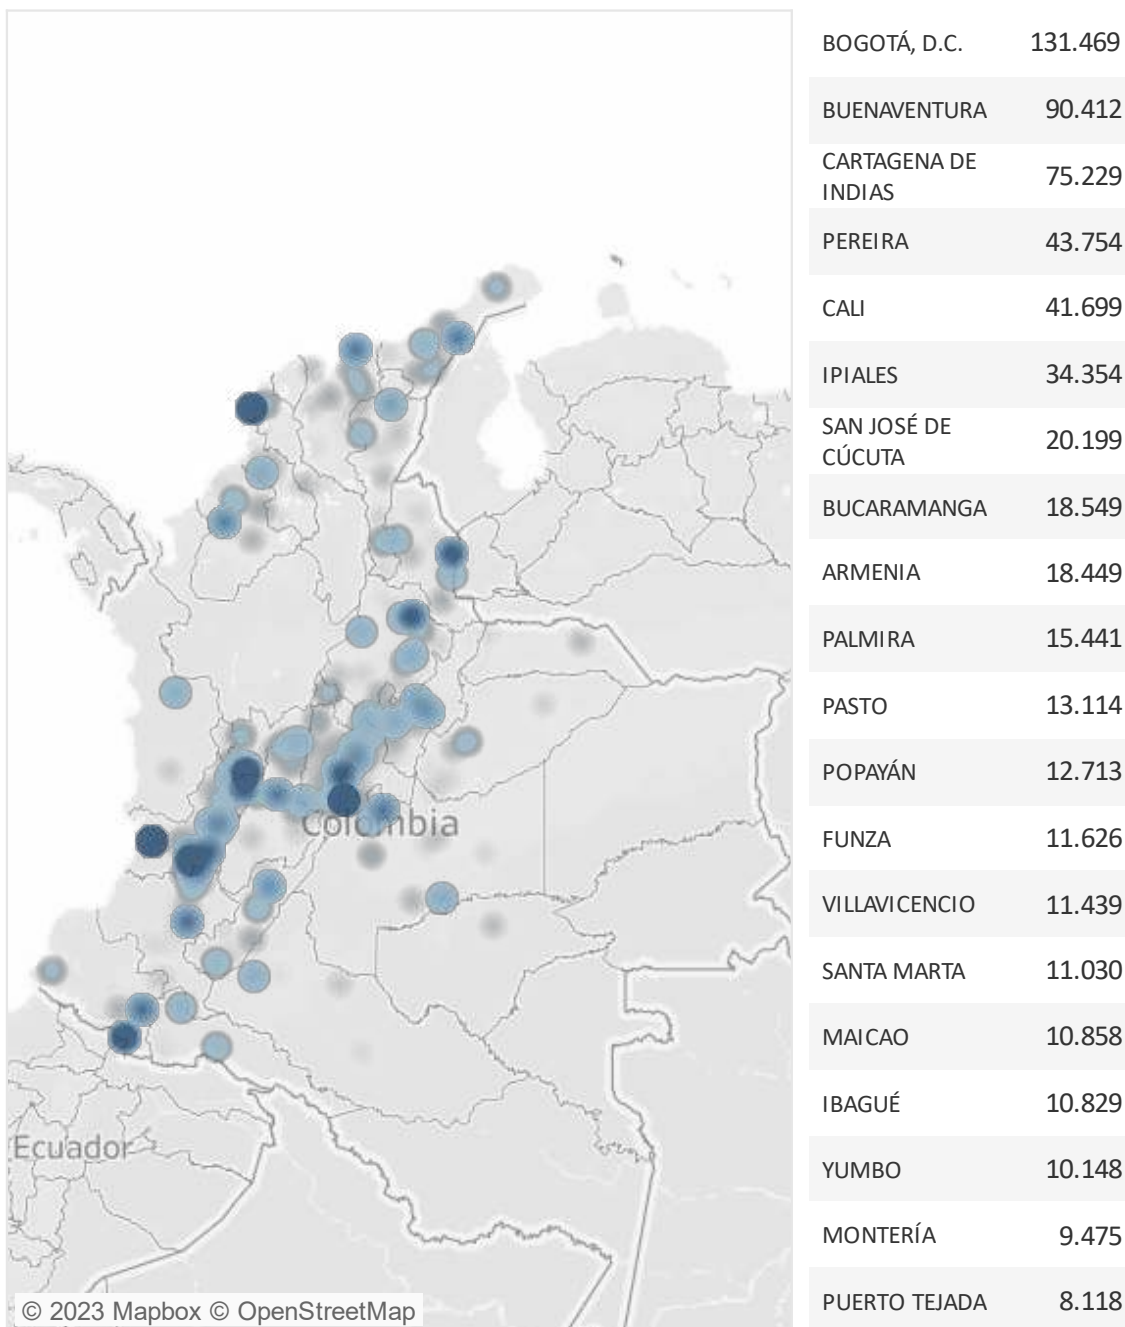 BOGOTÁ, D.C. 131.469
BUENAVENTURA 90.412
CARTAGENA DE
INDIAS 75.229
PEREIRA 43.754
CALI 41.699
IPIALES 34.354
SAN JOSÉ DE
CÚCUTA 20.199
BUCARAMANGA 18.549
ARMENIA 18.449
PALMIRA 15.441
PASTO 13.114
POPAYÁN 12.713
FUNZA 11.626
VILLAVICENCIO 11.439
SANTA MARTA 11.030
MAICAO 10.858
IBAGUÉ 10.829
YUMBO 10.148
MONTERÍA 9.475
PUERTO TEJADA 8.118
Colombia
Ecuador
© 2023 Mapbox © OpenStreetMap